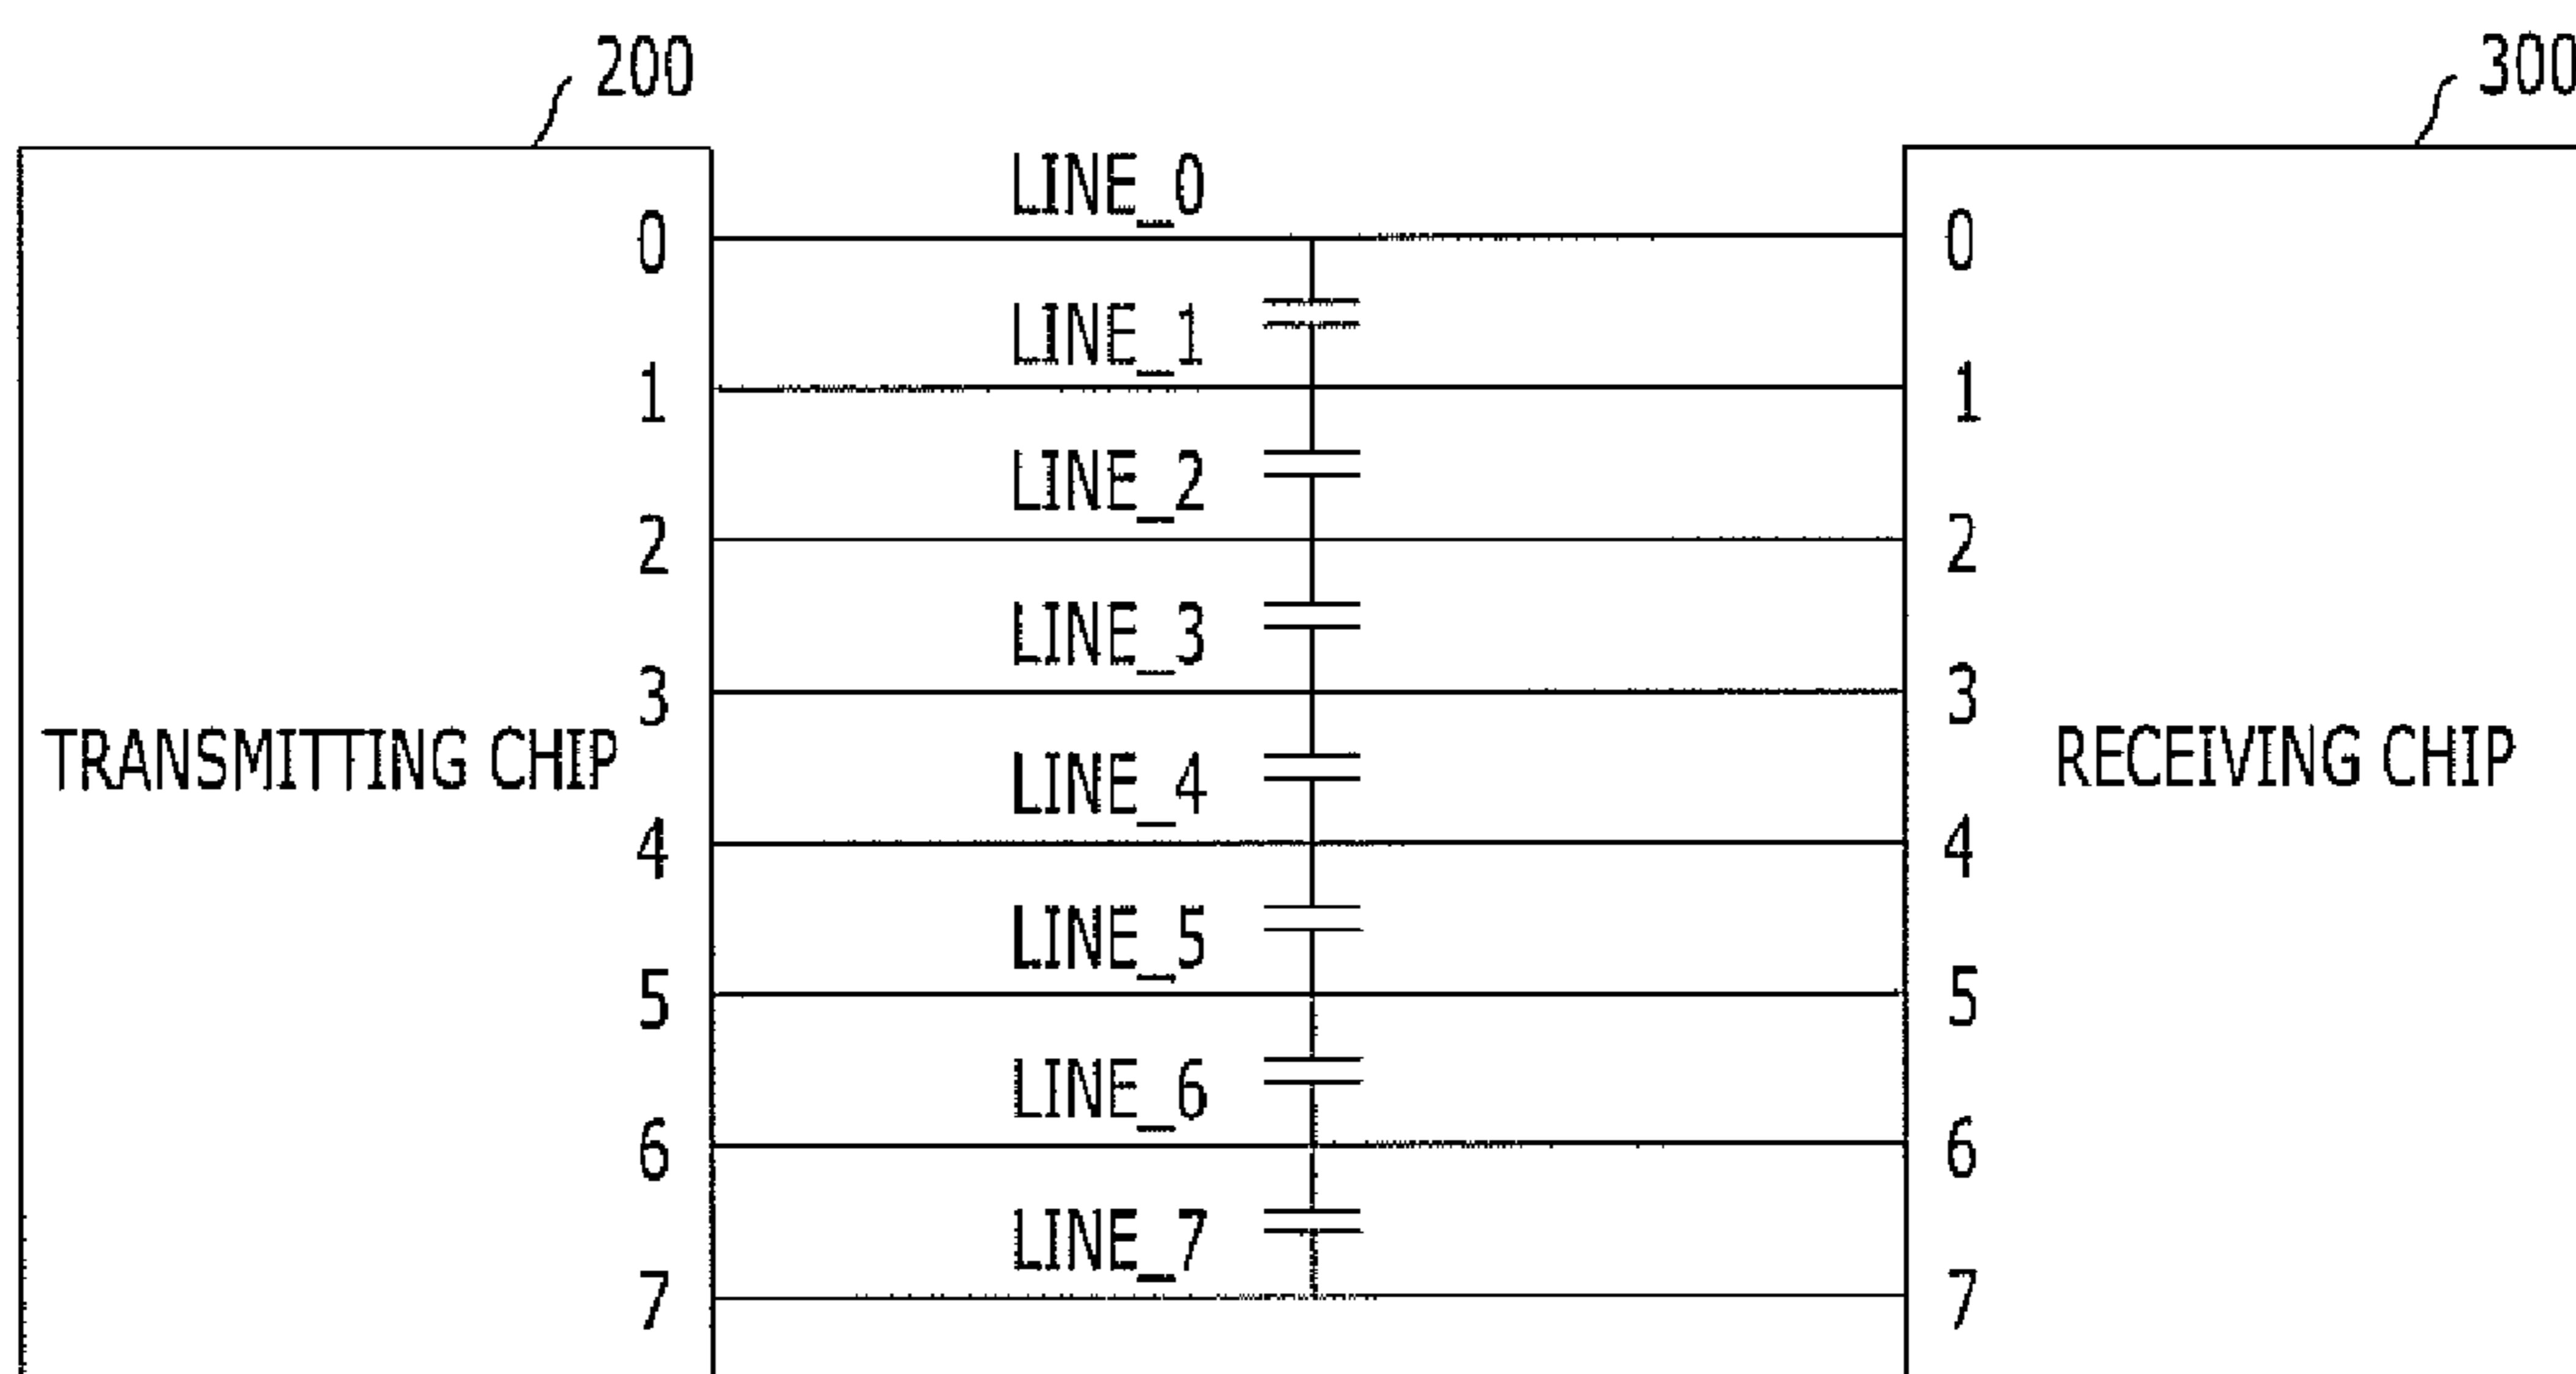 200
300
LINE_0
0
0
LINE_1
1
1
LINE_2
2
2
LINE_3
3
3
TRANSMITTING CHIP
RECEIVING CHIP
LINE_4
4
4
LINE_5
5
5
LINE_6
6
6
LINE_7
7
7